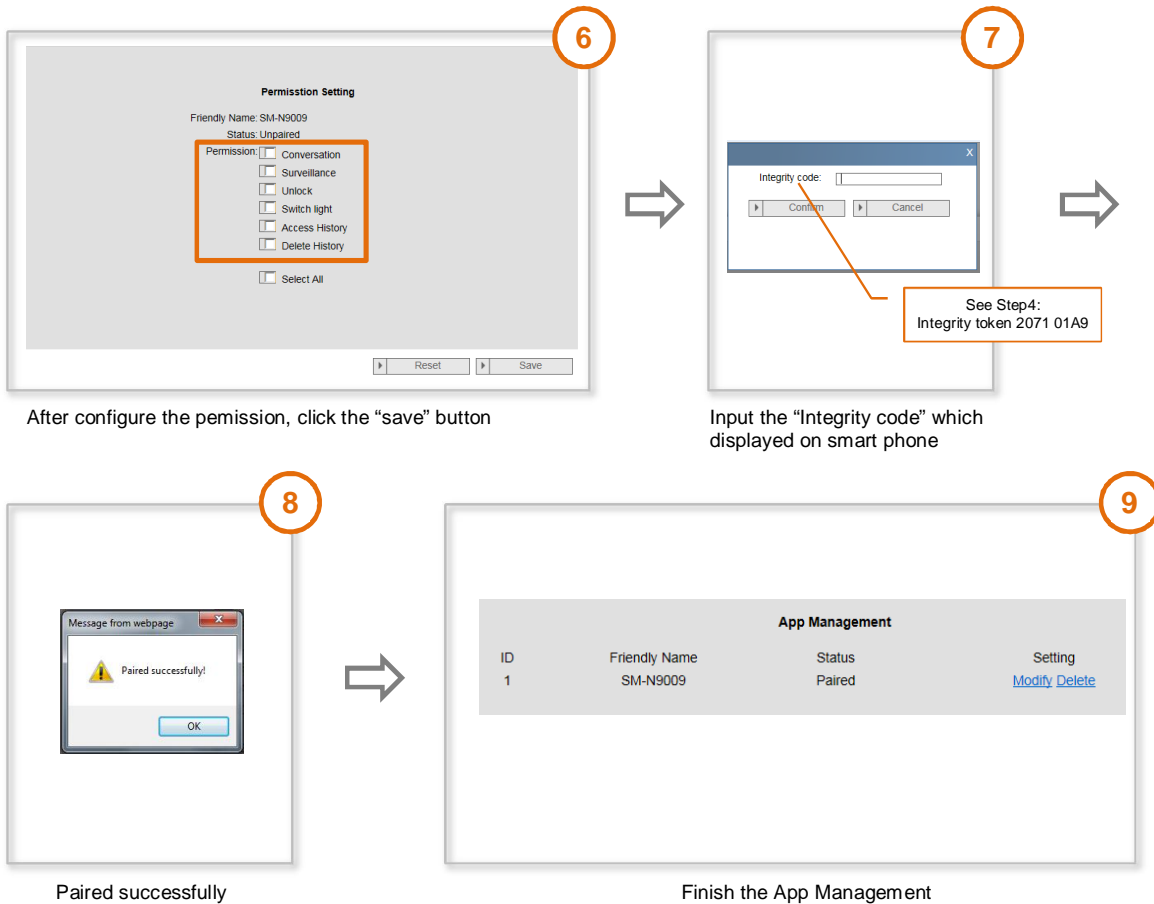 6
Permisstion Setting
Friendly Name: SM-N9009
Status: Unpaired
Permission:
Conversation
Surveillance
Unlock
Switch light
Access History
Delete History
Select All
Reset
Save
After configure the pemission, click the “save” button
7
X
Integrity code:
Confirm
Cancel
See Step4:
Integrity token 2071 01A9
Input the “Integrity code” which
displayed on smart phone
8
Message from webpage
Paired successfully!
OK
Paired successfully
9
App Management
ID Friendly Name Status Setting
1 SM-N9009 Paired Modify Delete
Finish the App Management